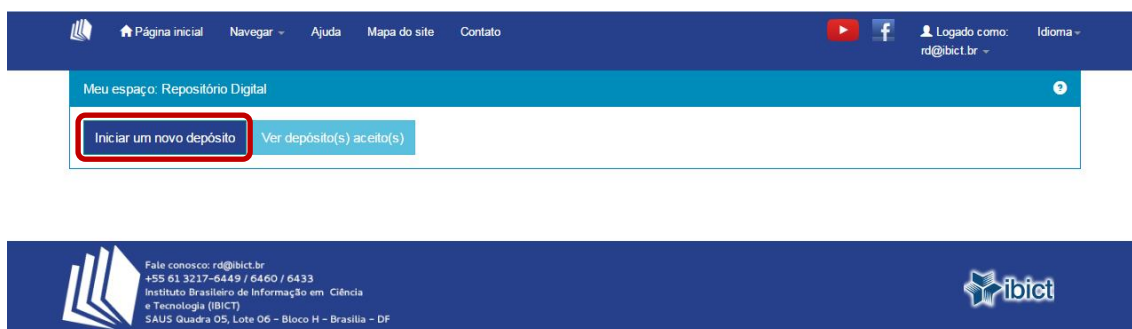 Página inicial Navegar Ajuda Mapa do site Contato Logado como: Idioma
rd@ibict.br
Meu espaço: Repositório Digital ?
Iniciar um novo depósito Ver depósito(s) aceito(s)
Fale conosco: rd@ibict.br
+55 61 3217-6449 / 6460 / 6433
Instituto Brasileiro de Informação em Ciência
e Tecnologia (IBICT)
SAUS Quadra 05, Lote 06 - Bloco H - Brasília - DF
ibict